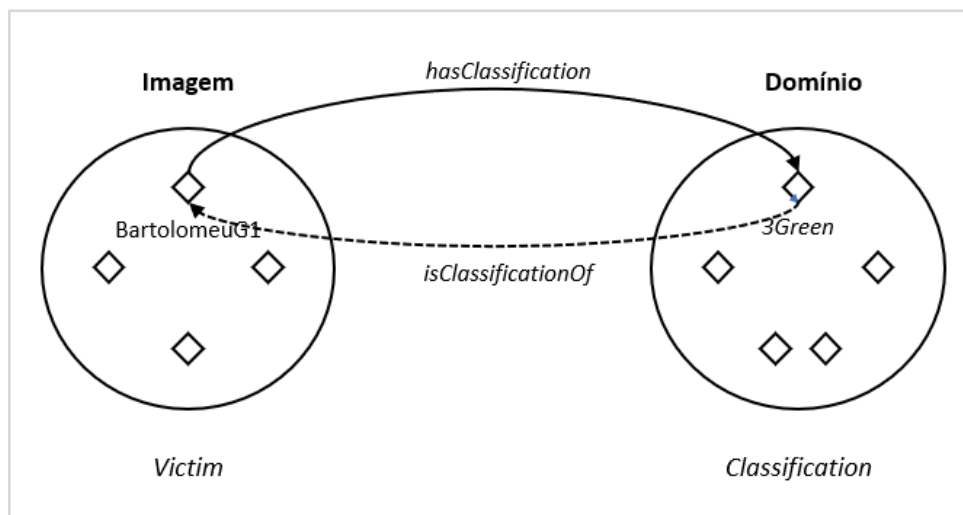 hasClassification
Imagem
Domínio
BartolomeuG1
3Green
isClassificationOf
Victim
Classification